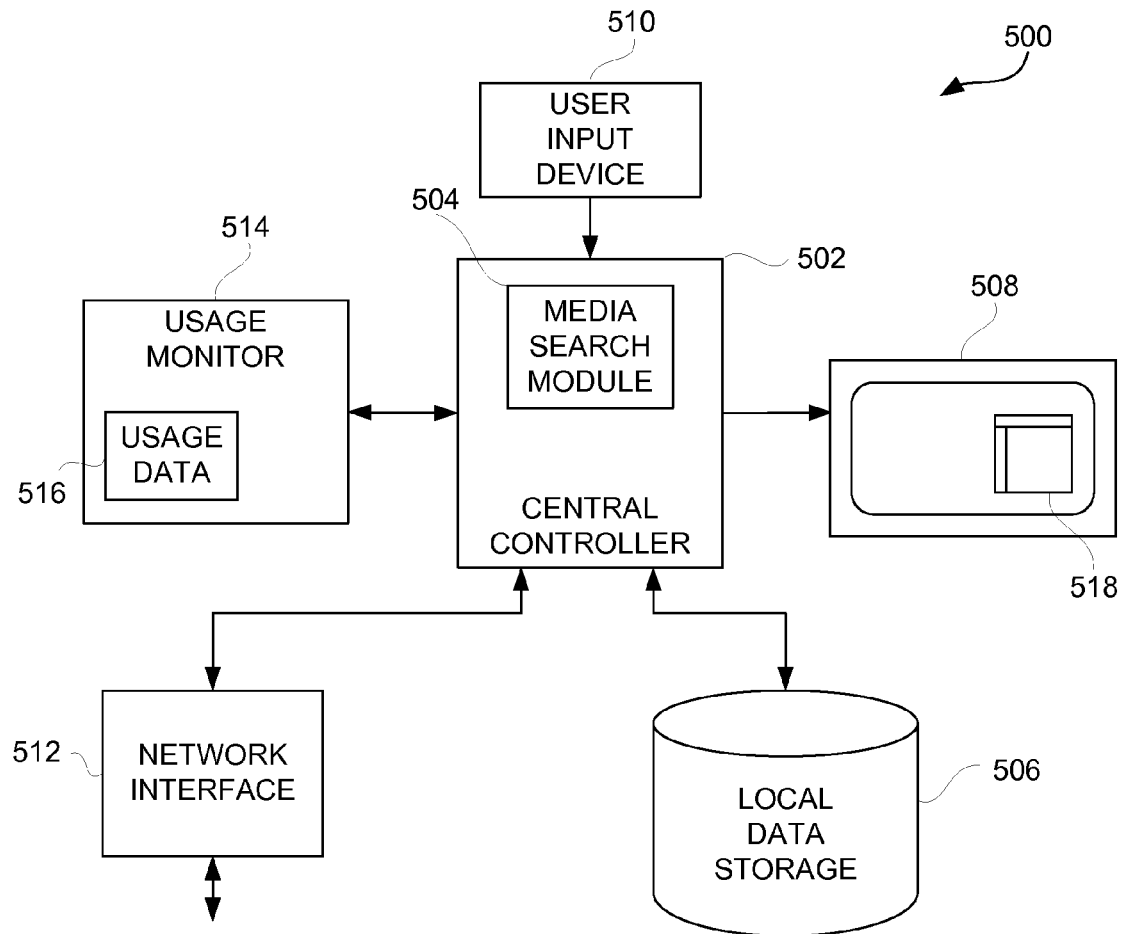 510
500
USER
INPUT
DEVICE
504
514
502
MEDIA
SEARCH
MODULE
508
USAGE
MONITOR
USAGE
DATA
516
CENTRAL
CONTROLLER
518
512
NETWORK
INTERFACE
506
LOCAL
DATA
STORAGE